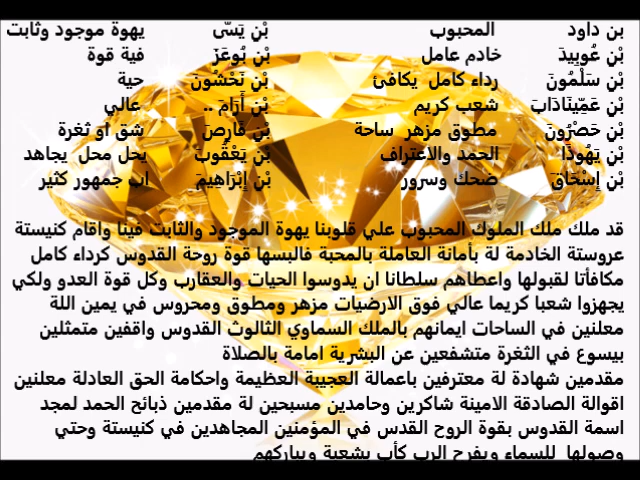 بن داود المحبوب بْنِ يَسَّى يهوة موجود وثابت
بْنِ عُوبِيدَ خادم عامل بْنِ بُوعَزَ فية قوة
بْنِ سَلْمُونَ رداء كامل يكافئ بْنِ نَحْشُونَ حية
بْنِ عَمِّينَادَابَ شعب كريم بْنِ أَرَامَ .. عالي
بْنِ حَصْرُونَ مطوق مزهر ساحة بْنِ فَارِصَ شق او ثغرة
بْنِ يَهُوذَا الحمد والاعتراف بْنِ يَعْقُوبَ يحل محل يجاهد
بْنِ إِسْحَاقَ ضحك وسرور بْنِ إِبْرَاهِيمَ اب جمهور كثير
قد ملك ملك الملوك المحبوب علي قلوبنا يهوة الموجود والثابت فينا واقام كنيستة
عروستة الخادمة لة بأمانة العاملة بالمحبة فالبسها قوة روحة القدوس كرداء كامل
مكافأتا لقبولها واعطاهم سلطانا ان يدوسوا الحيات والعقارب وكل قوة العدو ولكي
يجهزوا شعبا كريما عالي فوق الارضيات مزهر ومطوق ومحروس في يمين اللة
معلنين في الساحات ايمانهم بالملك السماوي الثالوث القدوس واقفين متمثلين
بيسوع في الثغرة متشفعين عن البشرية امامة بالصلاة
مقدمين شهادة لة معترفين باعمالة العجيبة العظيمة واحكامة الحق العادلة معلنين
اقوالة الصادقة الامينة شاكرين وحامدين مسبحين لة مقدمين ذبائح الحمد لمجد
اسمة القدوس بقوة الروح القدس في المؤمنين المجاهدين في كنيستة وحتي
وصولها للسماء ويفرح الرب كأب بشعبة ويباركهم